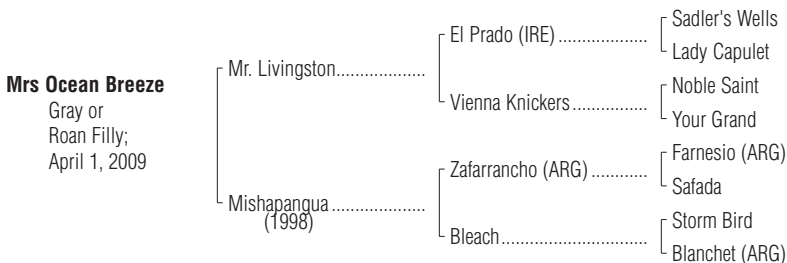 Mrs Ocean Breeze
Gray or
Roan Filly;
April 1, 2009
Mr. Livingston...................
Mishapangua....................
(1998)
El Prado (IRE)...................
Vienna Knickers................
Zafarrancho (ARG)............
Bleach...............................
Sadler's Wells
Lady Capulet
Noble Saint
Your Grand
Farnesio (ARG)
Safada
Storm Bird
Blanchet (ARG)